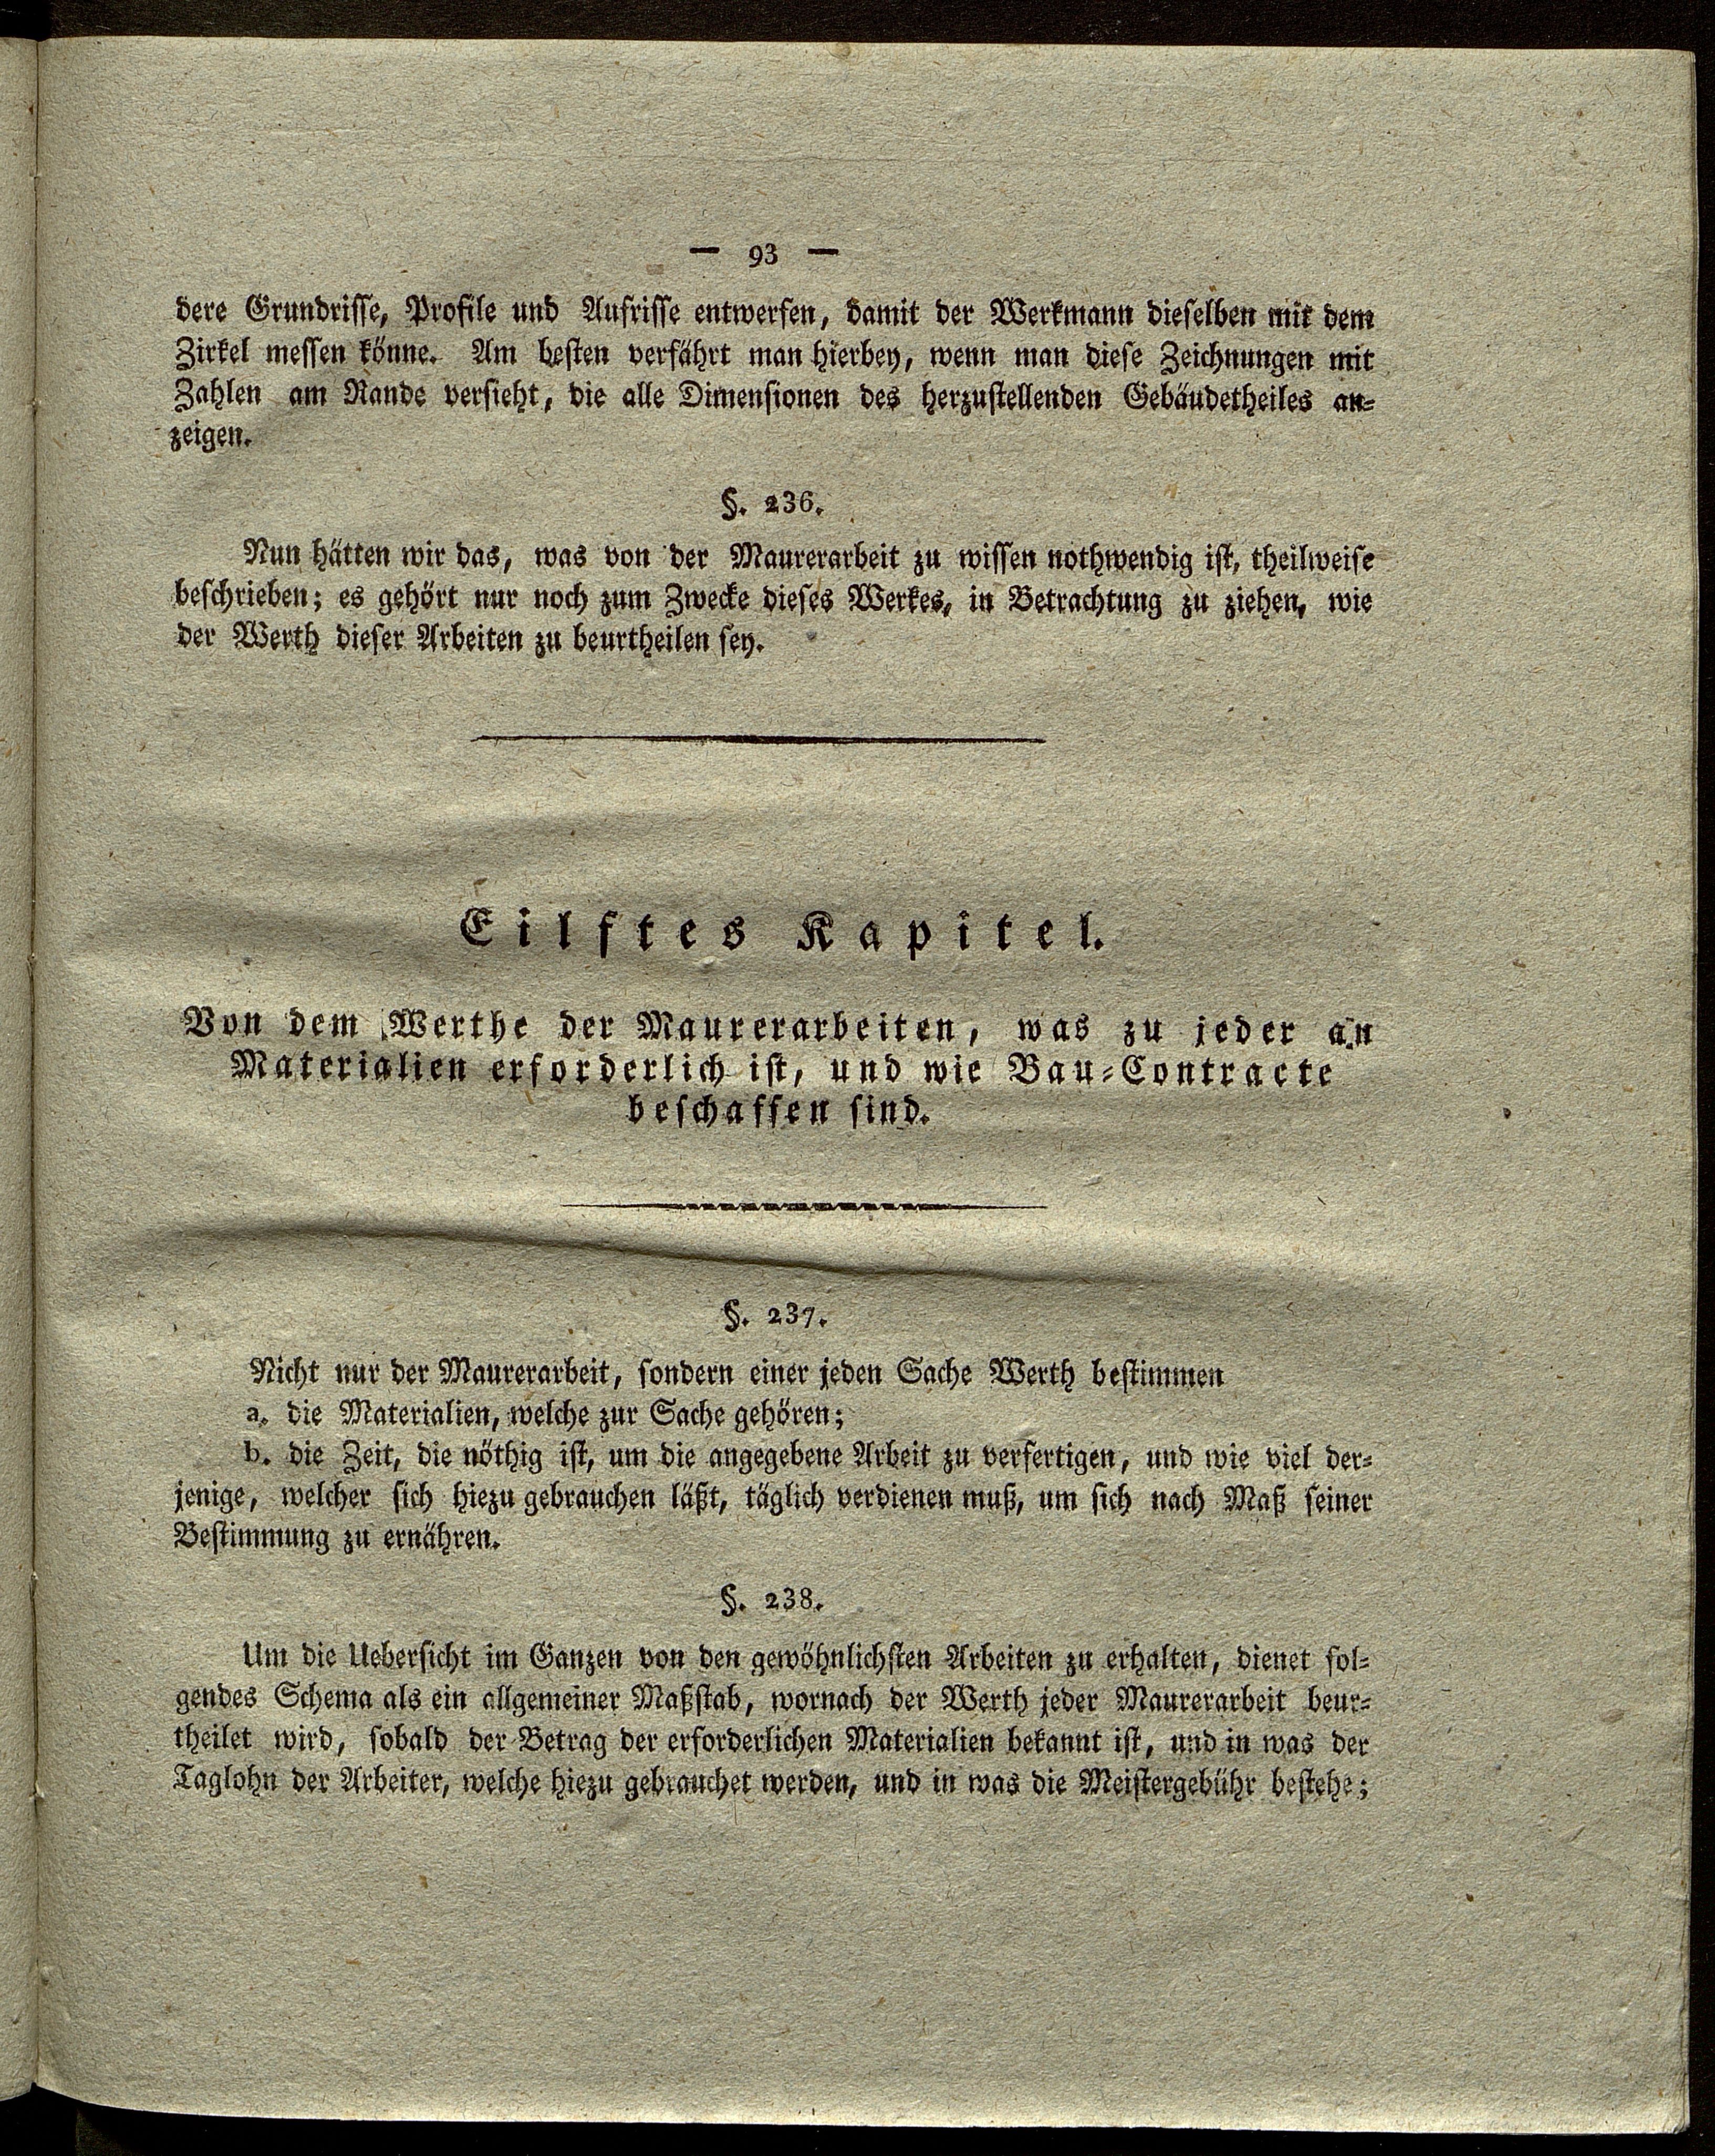 — 93 —
dere Grundrisse, Profile und Aufrisse entwerfen, damit der Werkmann dieselben mit dem
Zirkel messen könne. Am besten verfährt man hierbey, wenn man diese Zeichnungen mit
Zahlen am Rande versieht, die alle Dimensionen des herzustellenden Gebäudetheiles an-
zeigen.
§. 236.
Nun hätten wir das, was von der Maurerarbeit zu wissen nothwendig ist, theilweise
beschrieben; es gehört nur noch zum Zwecke dieses Werkes, in Betrachtung zu ziehen, wie
der Werth dieser Arbeiten zu beurtheilen sey.
Eilftes Kapitel.
Von dem Werthe der Maurerarbeiten, was zu jeder an
Materialien erforderlich ist, und wie Bau-Contracte
beschaffen sind.
§. 237.
Nicht nur der Maurerarbeit, sondern einer jeden Sache Werth bestimmen
a. die Materialien, welche zur Sache gehören;
b. die Zeit, die nöthig ist, um die angegebene Arbeit zu verfertigen, und wie viel der-
jenige, welcher sich hiezu gebrauchen läßt, täglich verdienen muß, um sich nach Maß seiner
Bestimmung zu ernähren.
§. 238.
Um die Uebersicht im Ganzen von den gewöhnlichsten Arbeiten zu erhalten, dienet fol-
gendes Schema als ein allgemeiner Maßstab, wornach der Werth jeder Maurerarbeit beur-
theilet wird, sobald der Betrag der erforderlichen Materialien bekannt ist, und in was der
Taglohn der Arbeiter, welche hiezu gebrauchet werden, und in was die Meistergebühr bestehe;